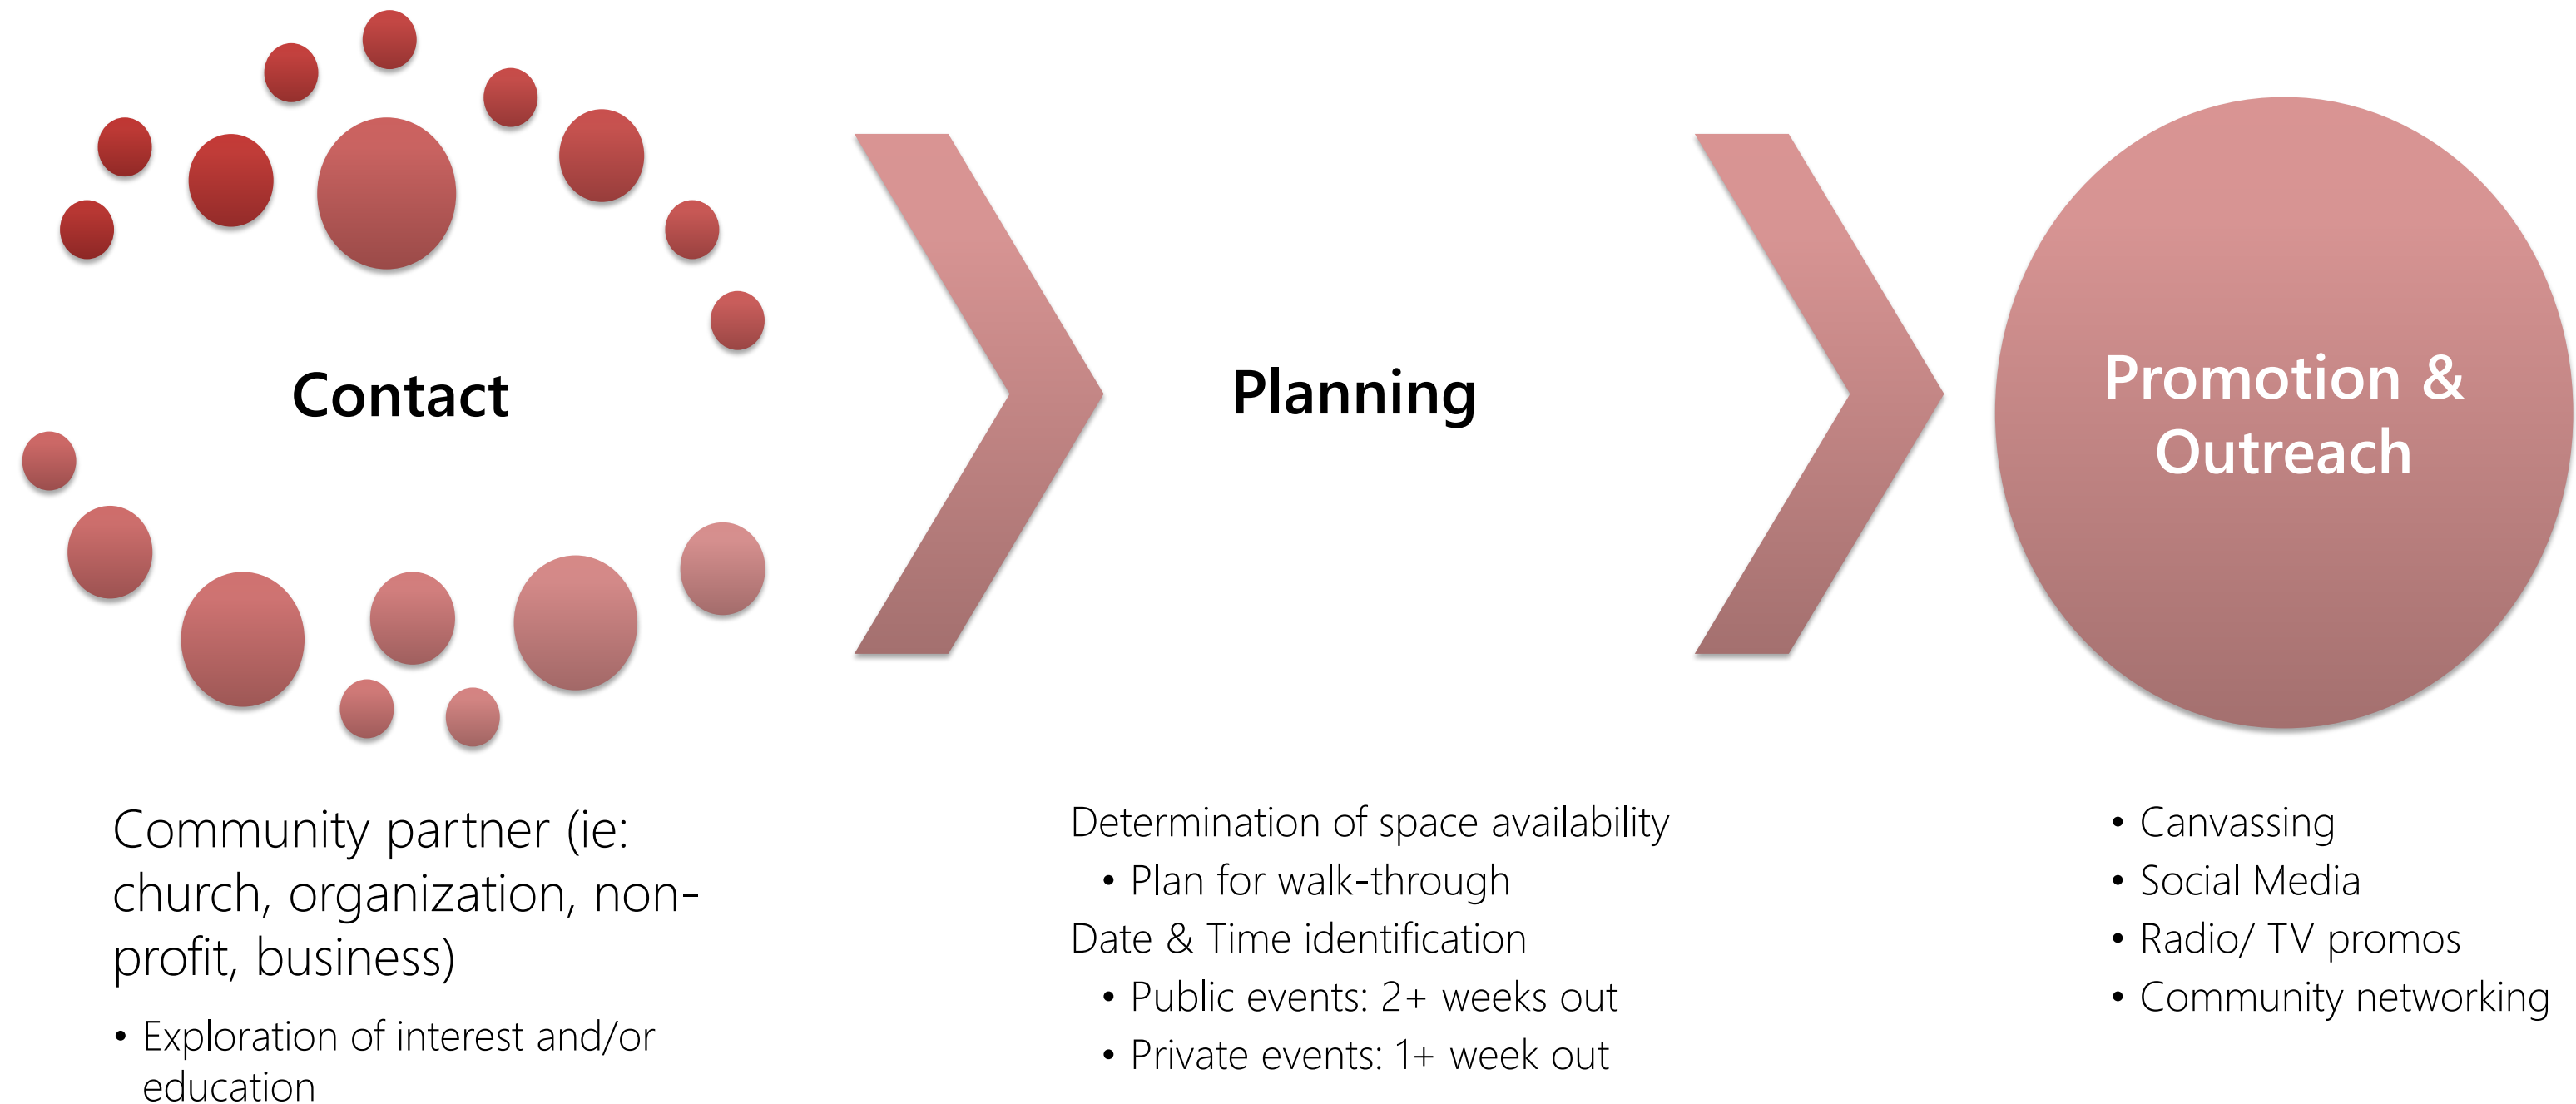 Contact
Planning
Promotion &
Outreach
Community partner (ie:
church, organization, non-
profit, business)
• Exploration of interest and/or
education
Determination of space availability
• Plan for walk-through
Date & Time identification
• Public events: 2+ weeks out
• Private events: 1+ week out
• Canvassing
• Social Media
• Radio/ TV promos
• Community networking